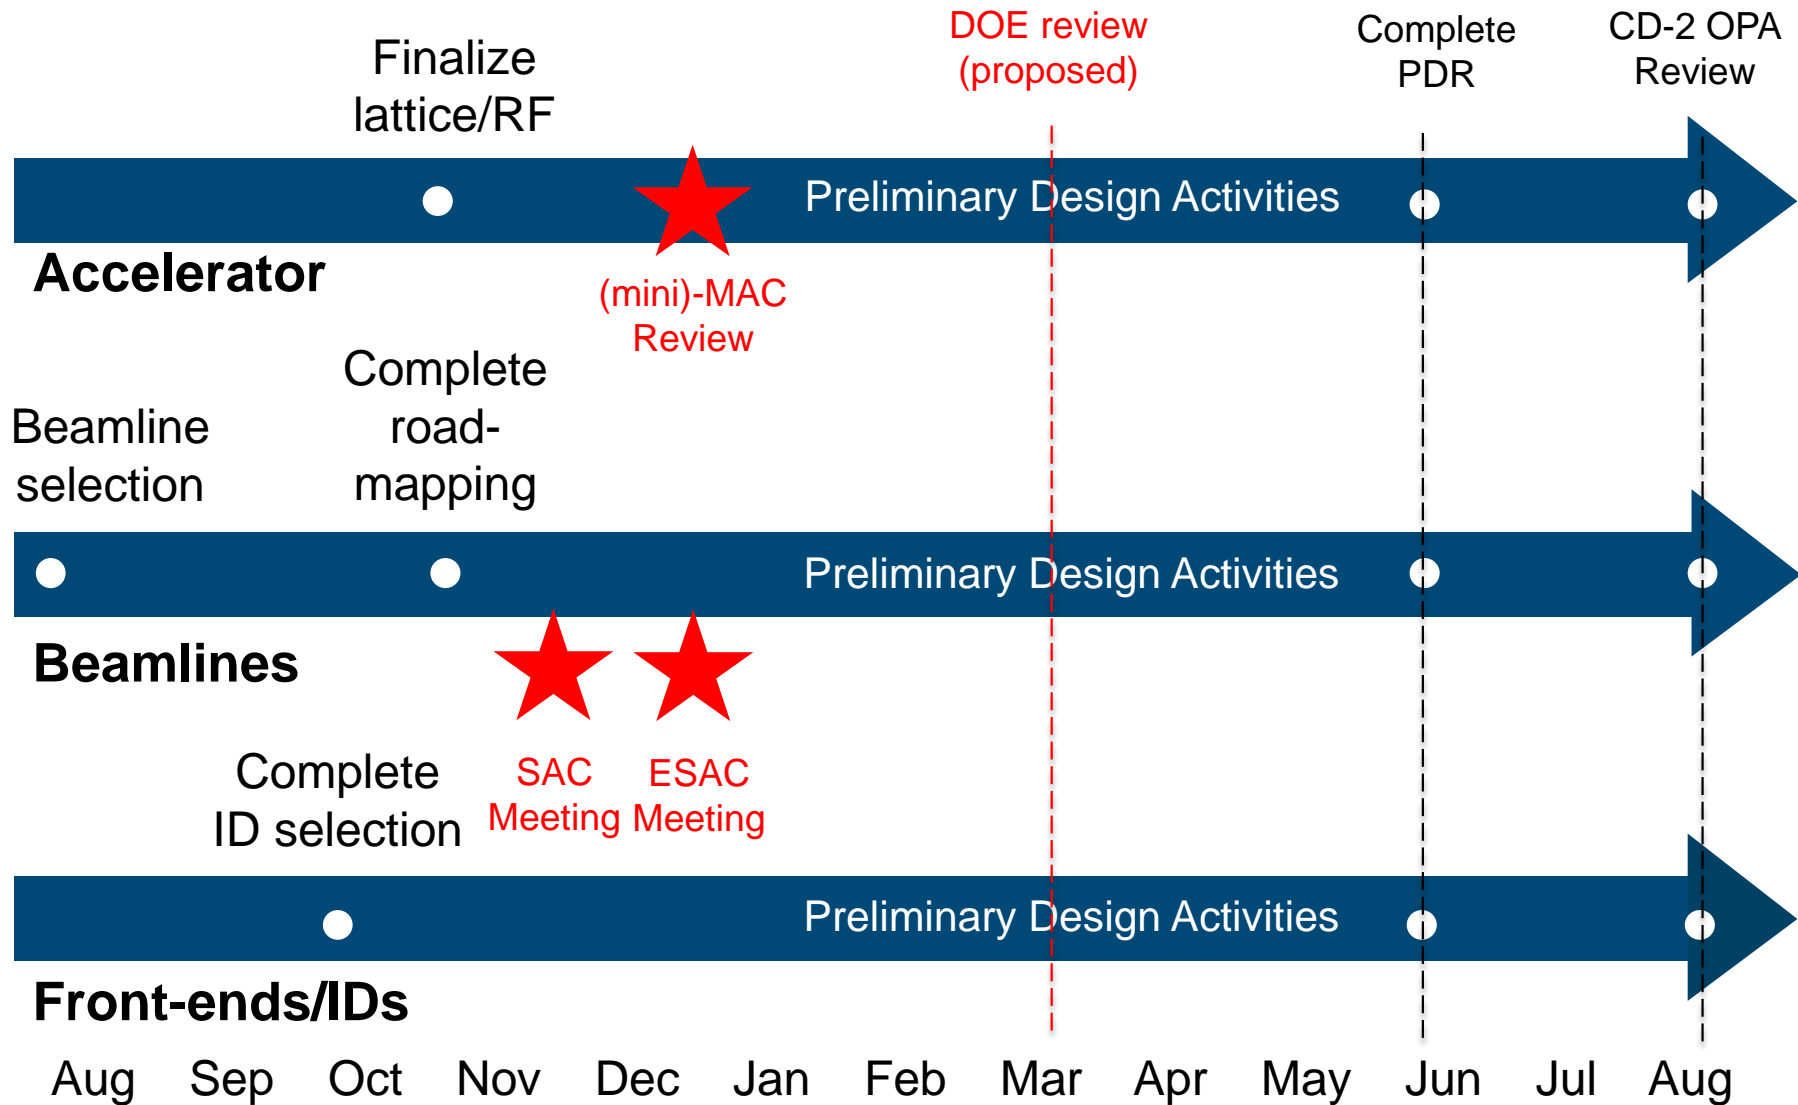 DOE review
(proposed)
Complete
PDR
CD-2 OPA
Review
Finalize
lattice/RF
Preliminary Design Activities
Accelerator
(mini)-MAC
Review
Beamline
selection
Complete
road-
mapping
Preliminary Design Activities
Beamlines
SAC
Meeting
ESAC
Meeting
Complete
ID selection
Preliminary Design Activities
Front-ends/IDs
Aug Sep Oct Nov Dec Jan Feb Mar Apr May Jun Jul Aug